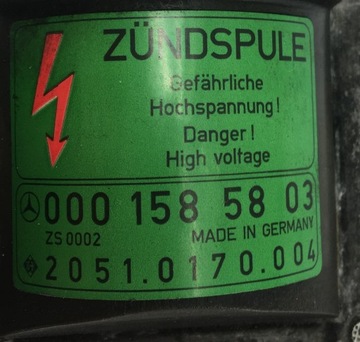 ZÜNDSPULE
Gefährliche
Hochspannung!
Danger!
High voltage
000 158 58 03
ZS 0002 MADE IN GERMANY
2051.0170.004